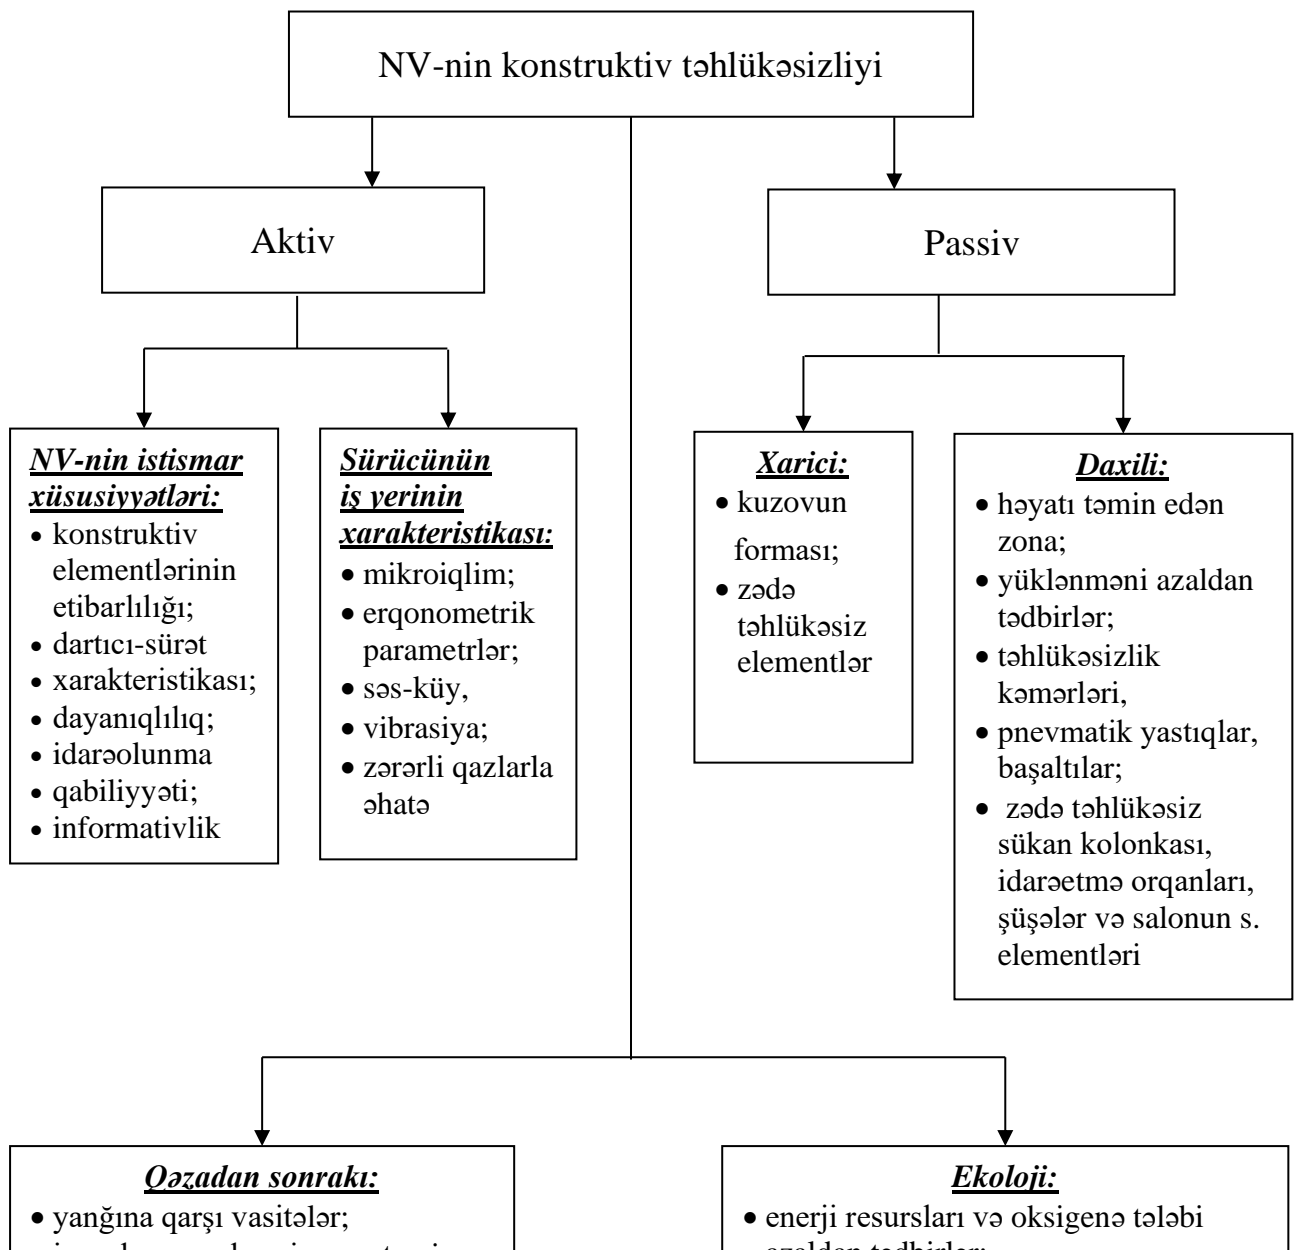 NV-nin konstruktiv təhlükəsizliyi
Aktiv
Passiv
NV-nin istismar
xüsusiyyətləri:
• konstruktiv
elementlərinin
etibarlılığı;
• dartıcı-sürət
• xarakteristikası;
• dayanıqlılıq;
• idarəolunma
• qabiliyyəti;
• informativlik
Sürücünün
iş yerinin
xarakteristikası:
• mikroiqlim;
• erqonometrik
parametrlər;
• səs-küy,
• vibrasiya;
• zərərli qazlarla
əhatə
Xarici:
• kuzovun
forması;
• zədə
təhlükəsiz
elementlər
Daxili:
• həyatı təmin edən
zona;
• yüklənməni azaldan
tədbirlər;
• təhlükəsizlik
kəmərləri,
• pnevmatik yastıqlar,
başaltılar;
• zədə təhlükəsiz
sükan kolonkası,
idarəetmə orqanları,
şüşələr və salonun s.
elementləri
Qəzadan sonrakı:
• yanğına qarşı vasitələr;
Ekoloji:
• enerji resursları və oksigenə tələbi
azaldan tədbirlər;